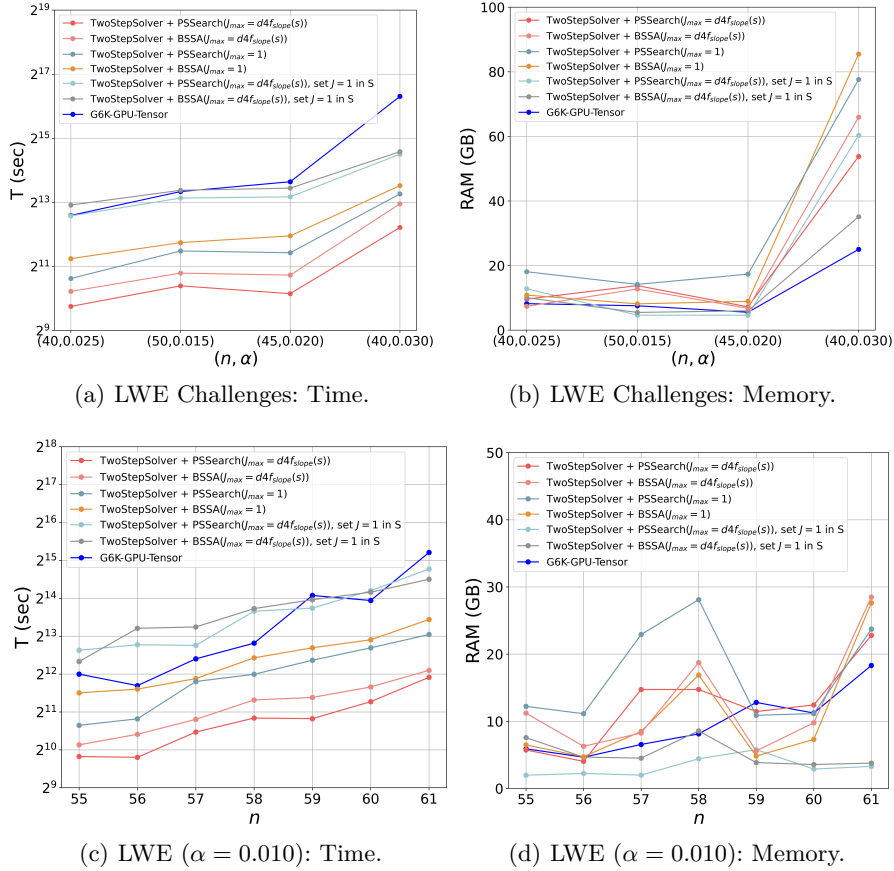 2^19
2^17
2^15
2^13
2^11
2^9
T (sec)
TwoStepSolver + PSSearch(J_max = d4f_slope(s))
TwoStepSolver + BSSA(J_max = d4f_slope(s))
TwoStepSolver + PSSearch(J_max = 1)
TwoStepSolver + BSSA(J_max = 1)
TwoStepSolver + PSSearch(J_max = d4f_slope(s)), set J = 1 in S
TwoStepSolver + BSSA(J_max = d4f_slope(s)), set J = 1 in S
G6K-GPU-Tensor
(40,0.025) (50,0.015) (45,0.020) (40,0.030)
(n, α)
(a) LWE Challenges: Time.
100
80
60
40
20
0
RAM (GB)
TwoStepSolver + PSSearch(J_max = d4f_slope(s))
TwoStepSolver + BSSA(J_max = d4f_slope(s))
TwoStepSolver + PSSearch(J_max = 1)
TwoStepSolver + BSSA(J_max = 1)
TwoStepSolver + PSSearch(J_max = d4f_slope(s)), set J = 1 in S
TwoStepSolver + BSSA(J_max = d4f_slope(s)), set J = 1 in S
G6K-GPU-Tensor
(40,0.025) (50,0.015) (45,0.020) (40,0.030)
(n, α)
(b) LWE Challenges: Memory.
2^18
2^17
2^16
2^15
2^14
2^13
2^12
2^11
2^10
2^9
T (sec)
TwoStepSolver + PSSearch(J_max = d4f_slope(s))
TwoStepSolver + BSSA(J_max = d4f_slope(s))
TwoStepSolver + PSSearch(J_max = 1)
TwoStepSolver + BSSA(J_max = 1)
TwoStepSolver + PSSearch(J_max = d4f_slope(s)), set J = 1 in S
TwoStepSolver + BSSA(J_max = d4f_slope(s)), set J = 1 in S
G6K-GPU-Tensor
55 56 57 58 59 60 61
n
(c) LWE (α = 0.010): Time.
50
40
30
20
10
0
RAM (GB)
TwoStepSolver + PSSearch(J_max = d4f_slope(s))
TwoStepSolver + BSSA(J_max = d4f_slope(s))
TwoStepSolver + PSSearch(J_max = 1)
TwoStepSolver + BSSA(J_max = 1)
TwoStepSolver + PSSearch(J_max = d4f_slope(s)), set J = 1 in S
TwoStepSolver + BSSA(J_max = d4f_slope(s)), set J = 1 in S
G6K-GPU-Tensor
55 56 57 58 59 60 61
n
(d) LWE (α = 0.010): Memory.